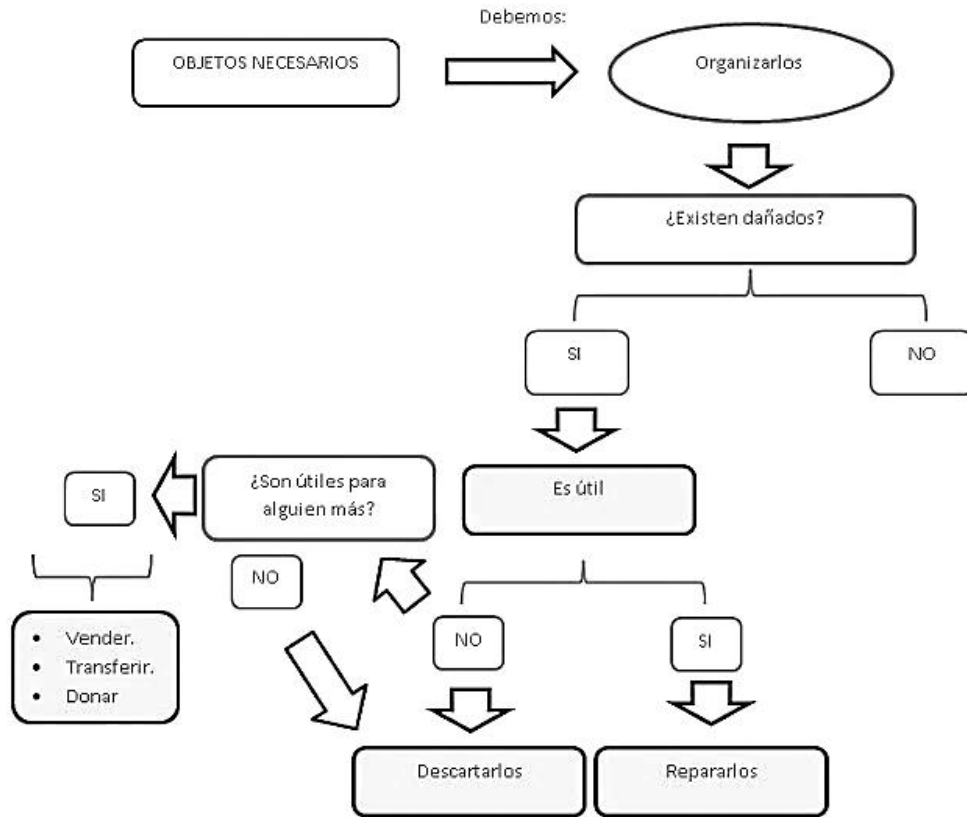 Debemos:
OBJETOS NECESARIOS
Organizarlos
¿Existen dañados?
SI
NO
¿Son útiles para
alguien más?
Es útil
SI
NO
NO
SI
• Vender.
• Transferir.
• Donar
Descartarlos
Repararlos